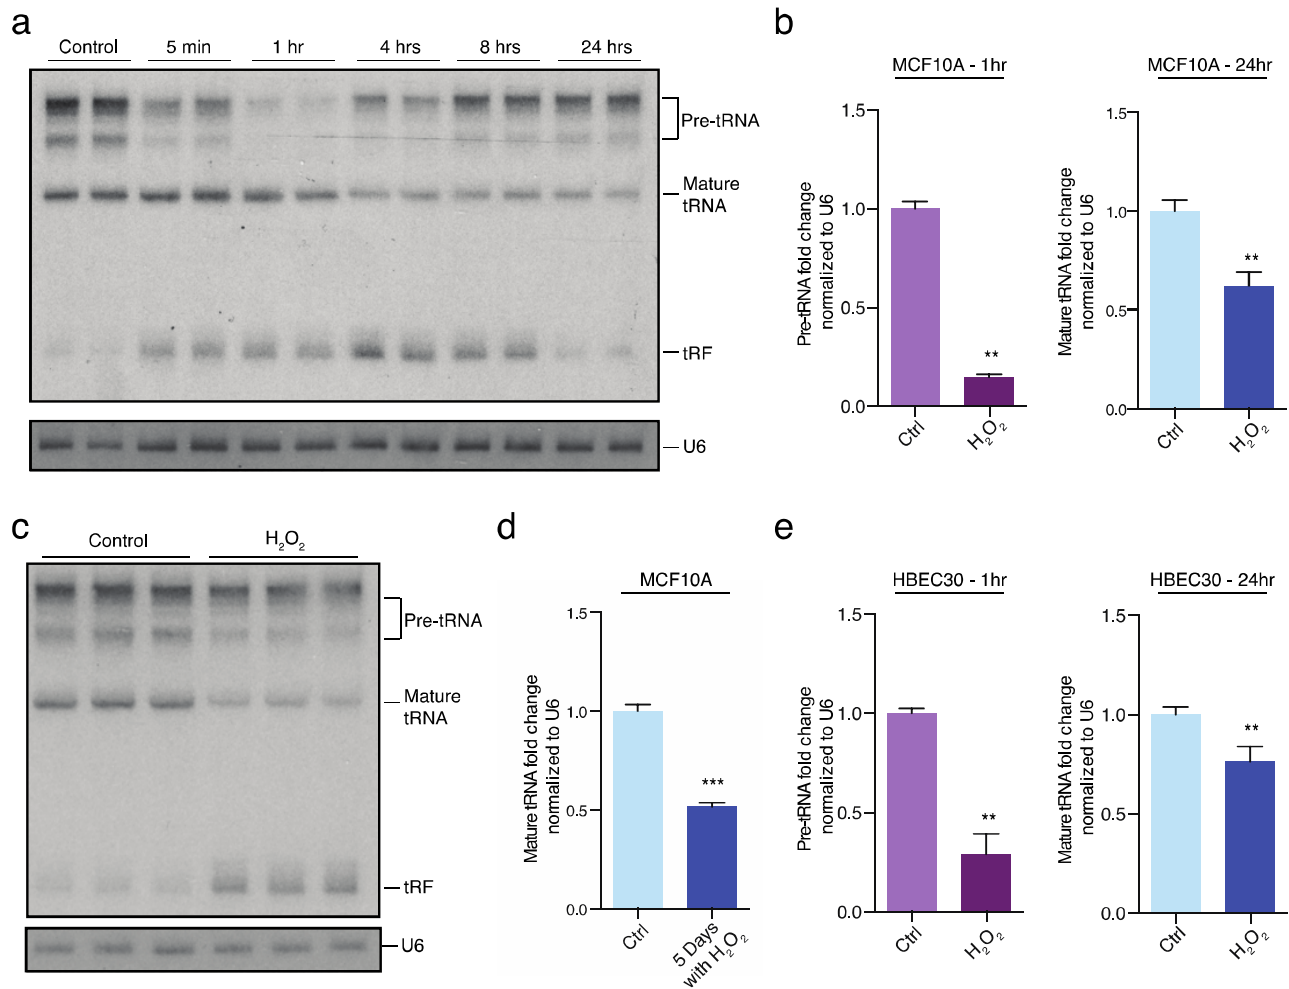 a
Control 5 min 1 hr 4 hrs 8 hrs 24 hrs
Pre-tRNA
Mature
tRNA
tRF
U6
b
MCF10A - 1hr
Pre-tRNA fold change
normalized to U6
1.5
1.0
0.5
0.0
Ctrl
H₂O₂
**
MCF10A - 24hr
Mature tRNA fold change
normalized to U6
1.5
1.0
0.5
0.0
Ctrl
H₂O₂
**
c
Control H₂O₂
Pre-tRNA
Mature
tRNA
tRF
U6
d
MCF10A
Mature tRNA fold change
normalized to U6
1.5
1.0
0.5
0.0
Ctrl
5 Days
with H₂O₂
***
e
HBEC30 - 1hr
Pre-tRNA fold change
normalized to U6
1.5
1.0
0.5
0.0
Ctrl
H₂O₂
**
HBEC30 - 24hr
Mature tRNA fold change
normalized to U6
1.5
1.0
0.5
0.0
Ctrl
H₂O₂
**